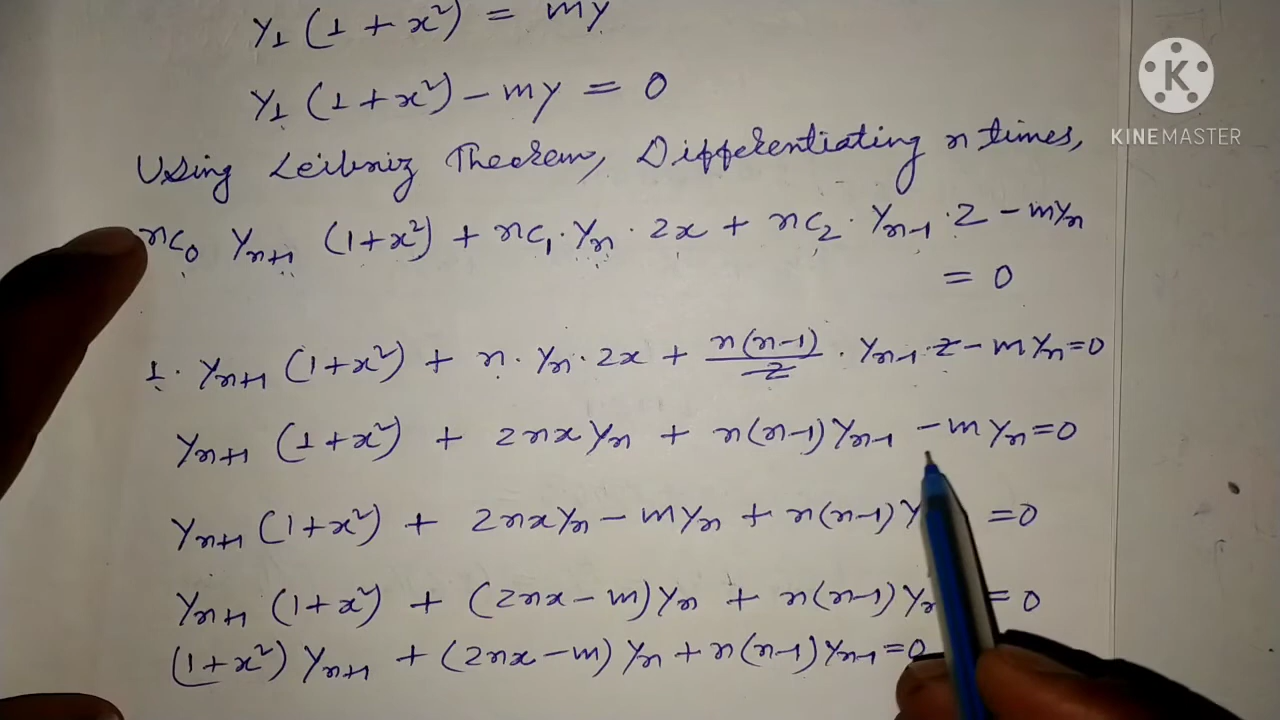 y₁ (1 + x²) = my
y₁ (1 + x²) - my = 0
KINEMASTER
Using Leibniz Theorem, Differentiating n times,
nc₀ yₙ₊₁ (1+x²) + nc₁ · yₙ · 2x + nc₂ · yₙ₋₁ · 2 - myₙ
= 0
1 · yₙ₊₁ (1+x²) + n · yₙ · 2x + n(n-1)/2 · yₙ₋₁ · 2 - myₙ=0
yₙ₊₁ (1+x²) + 2nxyₙ + n(n-1)yₙ₋₁ - myₙ=0
yₙ₊₁ (1+x²) + 2nxyₙ - myₙ + n(n-1)y =0
yₙ₊₁ (1+x²) + (2nx - m)yₙ + n(n-1)yₙ = 0
(1+x²) yₙ₊₁ + (2nx - m) yₙ + n(n-1)yₙ₋₁ =0